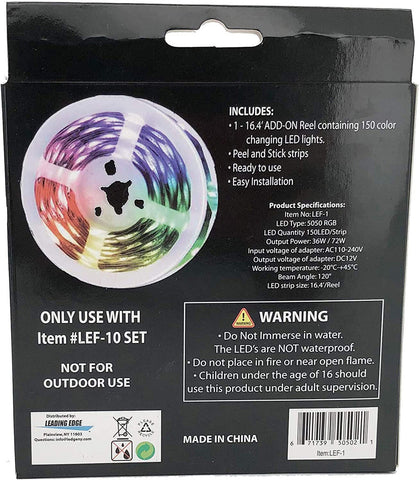 INCLUDES:
• 1 - 16.4' ADD-ON Reel containing 150 color
changing LED lights.
• Peel and Stick strips
• Ready to use
• Easy Installation
Product Specifications:
Item No:LEF-1
LED Type: 5050 RGB
LED Quantity 150LED/Strip
Output Power: 36W / 72W
Input voltage of adapter: AC110-240V
Output voltage of adapter: DC12V
Working temperature: -20°C-+45°C
Beam Angle: 120°
LED strip size: 16.4'/Reel
ONLY USE WITH
Item #LEF-10 SET
NOT FOR
OUTDOOR USE
WARNING
• Do Not Immerse in water.
The LED's are NOT waterproof.
• Do not place in fire or near open flame.
• Children under the age of 16 should
use this product under adult supervision.
Distributed by:
LEADING EDGE
Plainview, NY 11803
Questions: info@ledgeny.com
MADE IN CHINA
6 71739 50502 1
Item:LEF-1